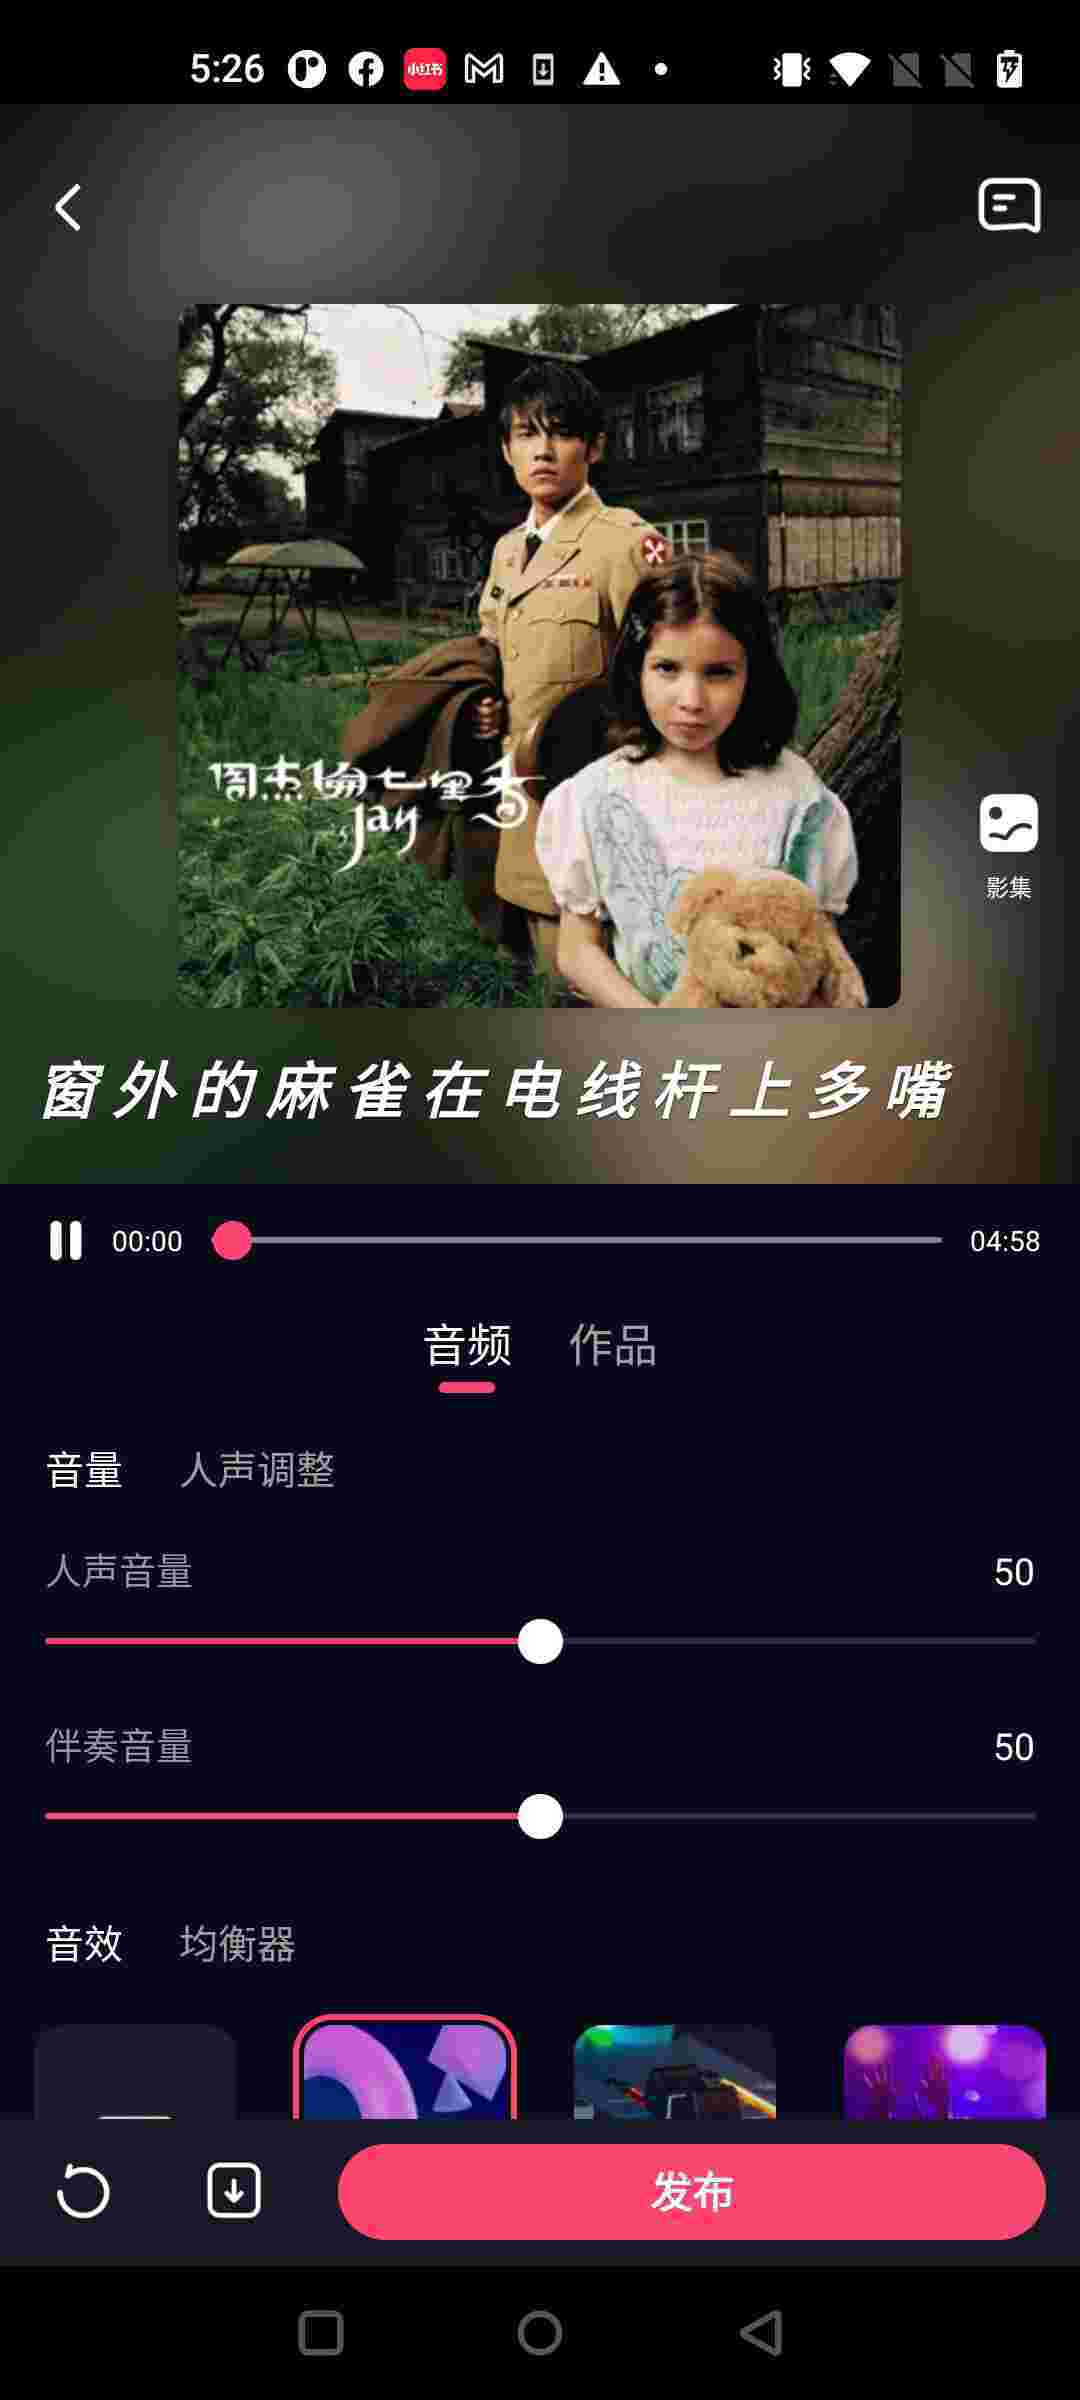 5:26
小红书
周杰倫 七里香
Jay
影集
窗外的麻雀在电线杆上多嘴
00:00 04:58
音频 作品
音量 人声调整
人声音量 50
伴奏音量 50
音效 均衡器
发布